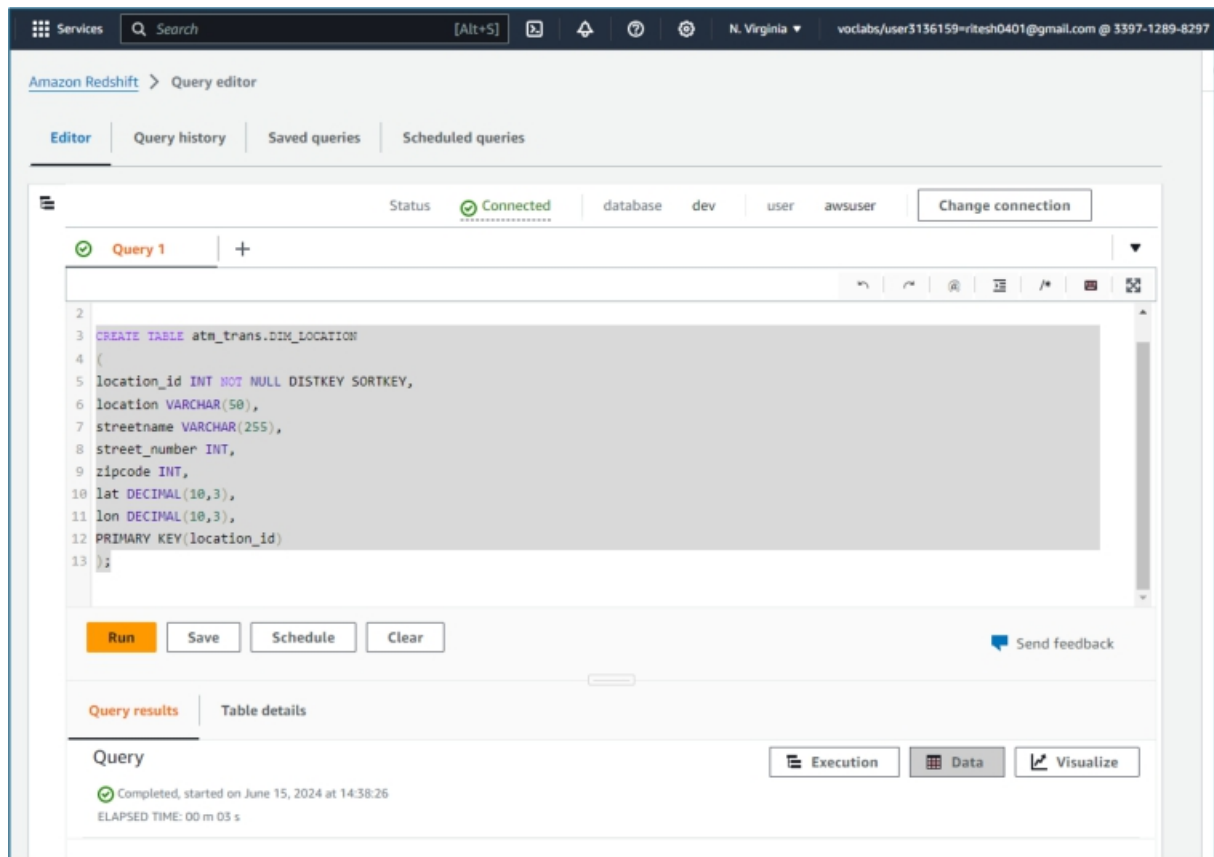 Services Search [Alt+S] N. Virginia ▼ voclabs/user3136159=ritesh0401@gmail.com @ 3397-1289-8297
Amazon Redshift > Query editor
Editor Query history Saved queries Scheduled queries
Status Connected database dev user awsuser Change connection
Query 1 +
/*
2
3 CREATE TABLE atm_trans.DIM_LOCATION
4 (
5 location_id INT NOT NULL DISTKEY SORTKEY,
6 location VARCHAR(50),
7 streetname VARCHAR(255),
8 street_number INT,
9 zipcode INT,
10 lat DECIMAL(10,3),
11 lon DECIMAL(10,3),
12 PRIMARY KEY(location_id)
13 );
Run Save Schedule Clear Send feedback
Query results Table details
Query Execution Data Visualize
Completed, started on June 15, 2024 at 14:38:26
ELAPSED TIME: 00 m 03 s